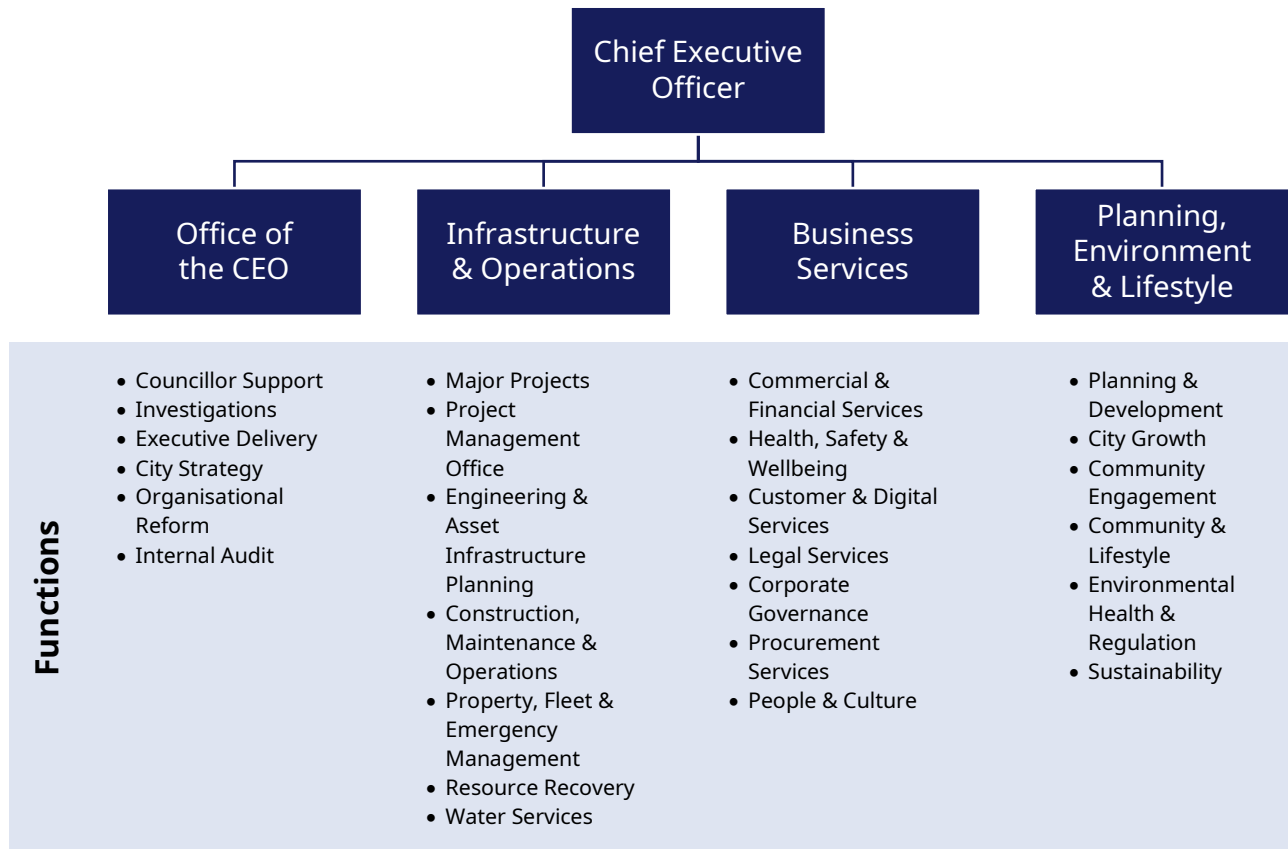 Chief Executive
Officer
Office of
the CEO
Infrastructure
& Operations
Business
Services
Planning,
Environment
& Lifestyle
Functions
• Councillor Support
• Investigations
• Executive Delivery
• City Strategy
• Organisational
Reform
• Internal Audit
• Major Projects
• Project
Management
Office
• Engineering &
Asset
Infrastructure
Planning
• Construction,
Maintenance &
Operations
• Property, Fleet &
Emergency
Management
• Resource Recovery
• Water Services
• Commercial &
Financial Services
• Health, Safety &
Wellbeing
• Customer & Digital
Services
• Legal Services
• Corporate
Governance
• Procurement
Services
• People & Culture
• Planning &
Development
• City Growth
• Community
Engagement
• Community &
Lifestyle
• Environmental
Health &
Regulation
• Sustainability